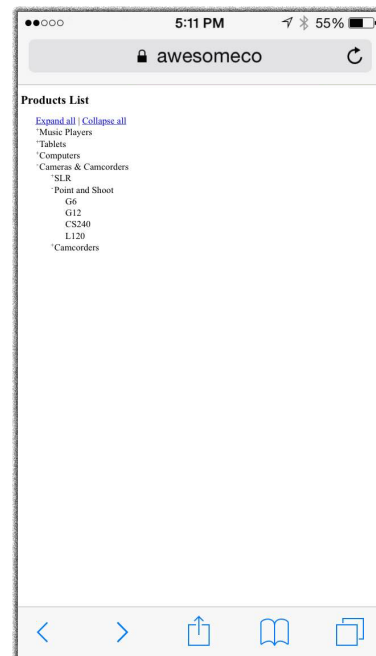 5:11 PM 55%
awesomeco
Products List
Expand all | Collapse all
+Music Players
+Tablets
+Computers
-Cameras & Camcorders
+SLR
-Point and Shoot
G6
G12
CS240
L120
+Camcorders